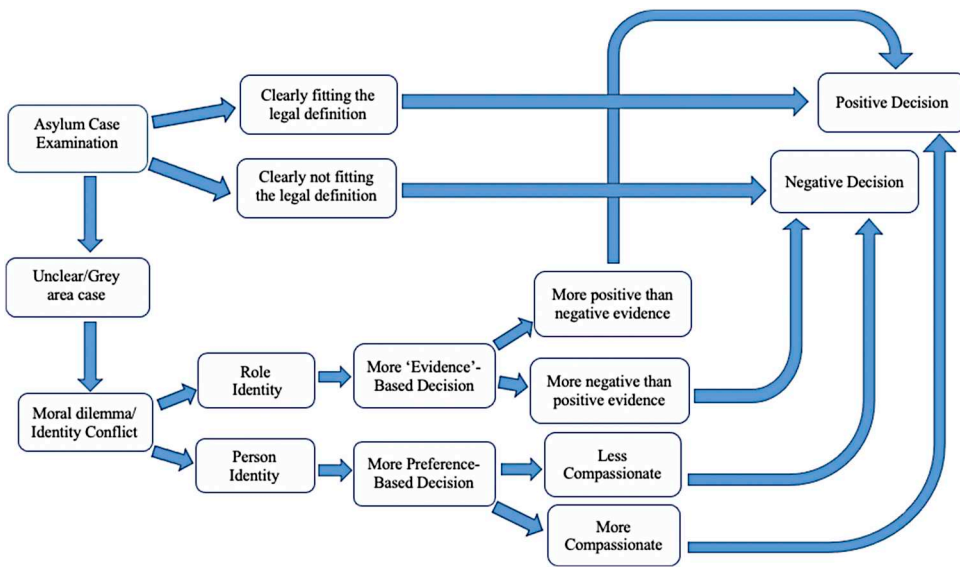 Asylum Case
Examination
Clearly fitting the
legal definition
Positive Decision
Clearly not fitting
the legal definition
Negative Decision
Unclear/Grey
area case
More positive than
negative evidence
Role
Identity
More ‘Evidence’-
Based Decision
More negative than
positive evidence
Moral dilemma/
Identity Conflict
Person
Identity
More Preference-
Based Decision
Less
Compassionate
More
Compassionate